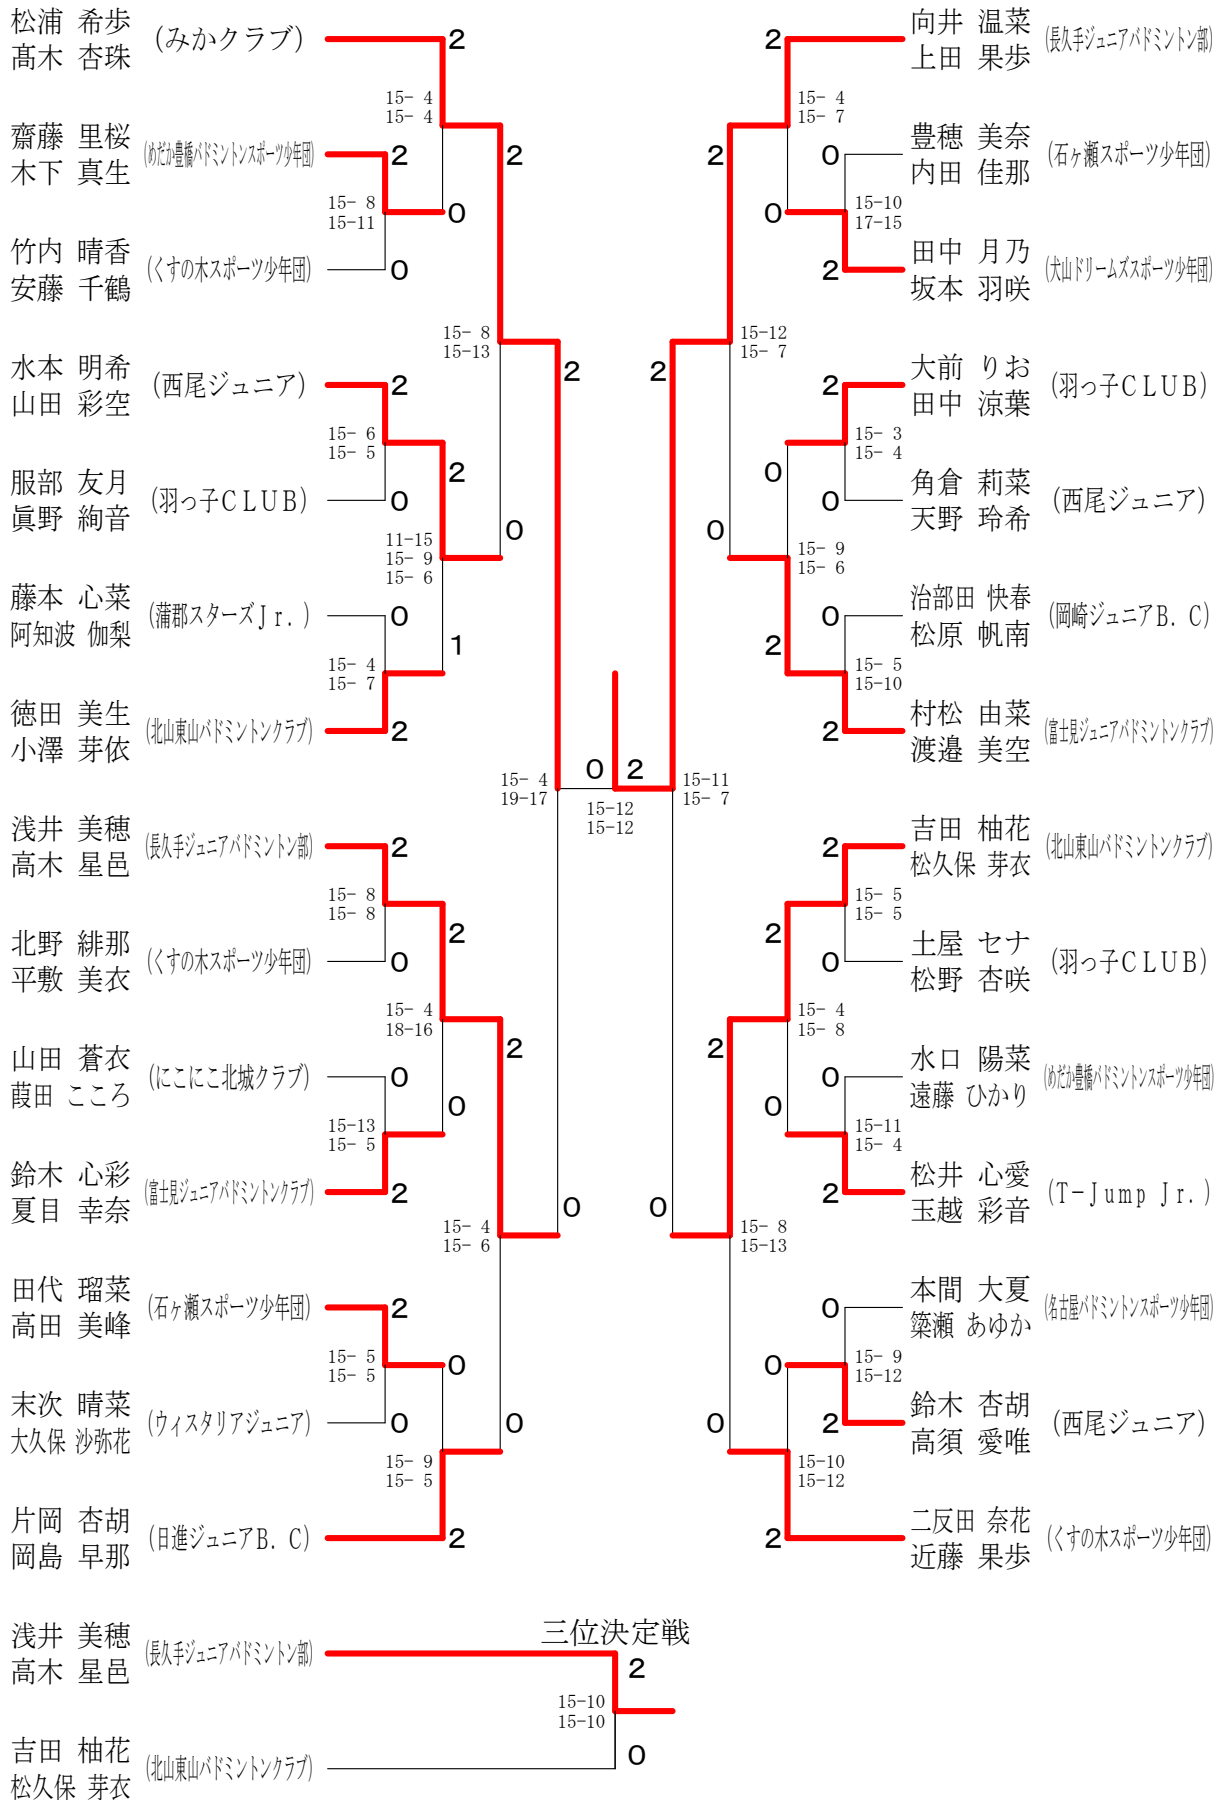 松浦 希歩
髙木 杏珠
(みかクラブ)
2
15- 4
15- 4
齋藤 里桜
木下 真生
(めだか豊橋バドミントンスポーツ少年団)
2
2
15- 8
15-11
0
竹内 晴香
安藤 千鶴
(くすの木スポーツ少年団)
0
15- 8
15-13
2
水本 明希
山田 彩空
(西尾ジュニア)
2
15- 6
15- 5
2
服部 友月
眞野 絢音
(羽っ子CLUB)
0
0
11-15
15- 9
15- 6
藤本 心菜
阿知波 伽梨
(蒲郡スターズJr.)
0
1
15- 4
15- 7
徳田 美生
小澤 芽依
(北山東山バドミントンクラブ)
2
15- 4
19-17
0
2
15-12
15-12
浅井 美穂
高木 星邑
(長久手ジュニアバドミントン部)
2
15- 8
15- 8
2
北野 緋那
平敷 美衣
(くすの木スポーツ少年団)
0
15- 4
18-16
2
山田 蒼衣
葭田 こころ
(にこにこ北城クラブ)
0
0
15-13
15- 5
鈴木 心彩
夏目 幸奈
(富士見ジュニアバドミントンクラブ)
2
0
15- 4
15- 6
田代 瑠菜
高田 美峰
(石ヶ瀬スポーツ少年団)
2
15- 5
15- 5
0
末次 晴菜
大久保 沙弥花
(ウィスタリアジュニア)
0
0
15- 9
15- 5
片岡 杏胡
岡島 早那
(日進ジュニアB.C)
2
2
向井 温菜
上田 果歩
(長久手ジュニアバドミントン部)
15- 4
15- 7
2
0
豊穂 美奈
内田 佳那
(石ヶ瀬スポーツ少年団)
0
15-10
17-15
2
田中 月乃
坂本 羽咲
(犬山ドリームズスポーツ少年団)
15-12
15- 7
2
2
大前 りお
田中 涼葉
(羽っ子CLUB)
15- 3
15- 4
0
0
角倉 莉菜
天野 玲希
(西尾ジュニア)
0
15- 9
15- 6
0
治部田 快春
松原 帆南
(岡崎ジュニアB.C)
2
15- 5
15-10
2
村松 由菜
渡邉 美空
(富士見ジュニアバドミントンクラブ)
15-11
15- 7
2
吉田 柚花
松久保 芽衣
(北山東山バドミントンクラブ)
15- 5
15- 5
2
0
土屋 セナ
松野 杏咲
(羽っ子CLUB)
15- 4
15- 8
2
0
水口 陽菜
遠藤 ひかり
(めだか豊橋バドミントンスポーツ少年団)
0
15-11
15- 4
2
松井 心愛
玉越 彩音
(T-Jump Jr.)
0
15- 8
15-13
0
本間 大夏
簗瀬 あゆか
(名古屋バドミントンスポーツ少年団)
0
15- 9
15-12
2
鈴木 杏胡
高須 愛唯
(西尾ジュニア)
0
15-10
15-12
2
二反田 奈花
近藤 果歩
(くすの木スポーツ少年団)
三位決定戦
浅井 美穂
高木 星邑
(長久手ジュニアバドミントン部)
2
15-10
15-10
吉田 柚花
松久保 芽衣
(北山東山バドミントンクラブ)
0